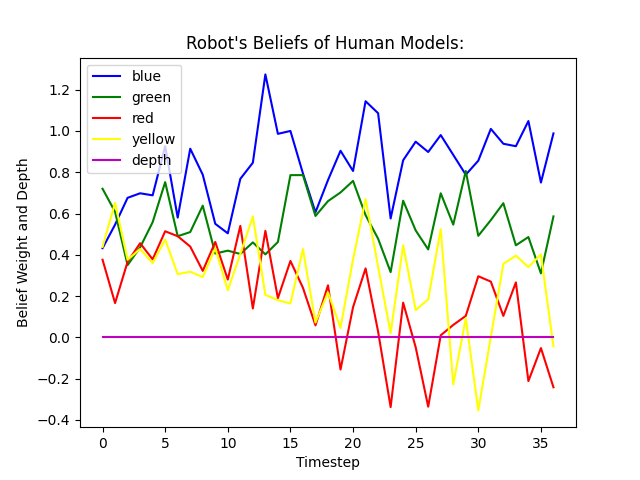 Robot's Beliefs of Human Models:
blue
green
red
yellow
depth
Belief Weight and Depth
1.2
1.0
0.8
0.6
0.4
0.2
0.0
−0.2
−0.4
0 5 10 15 20 25 30 35
Timestep